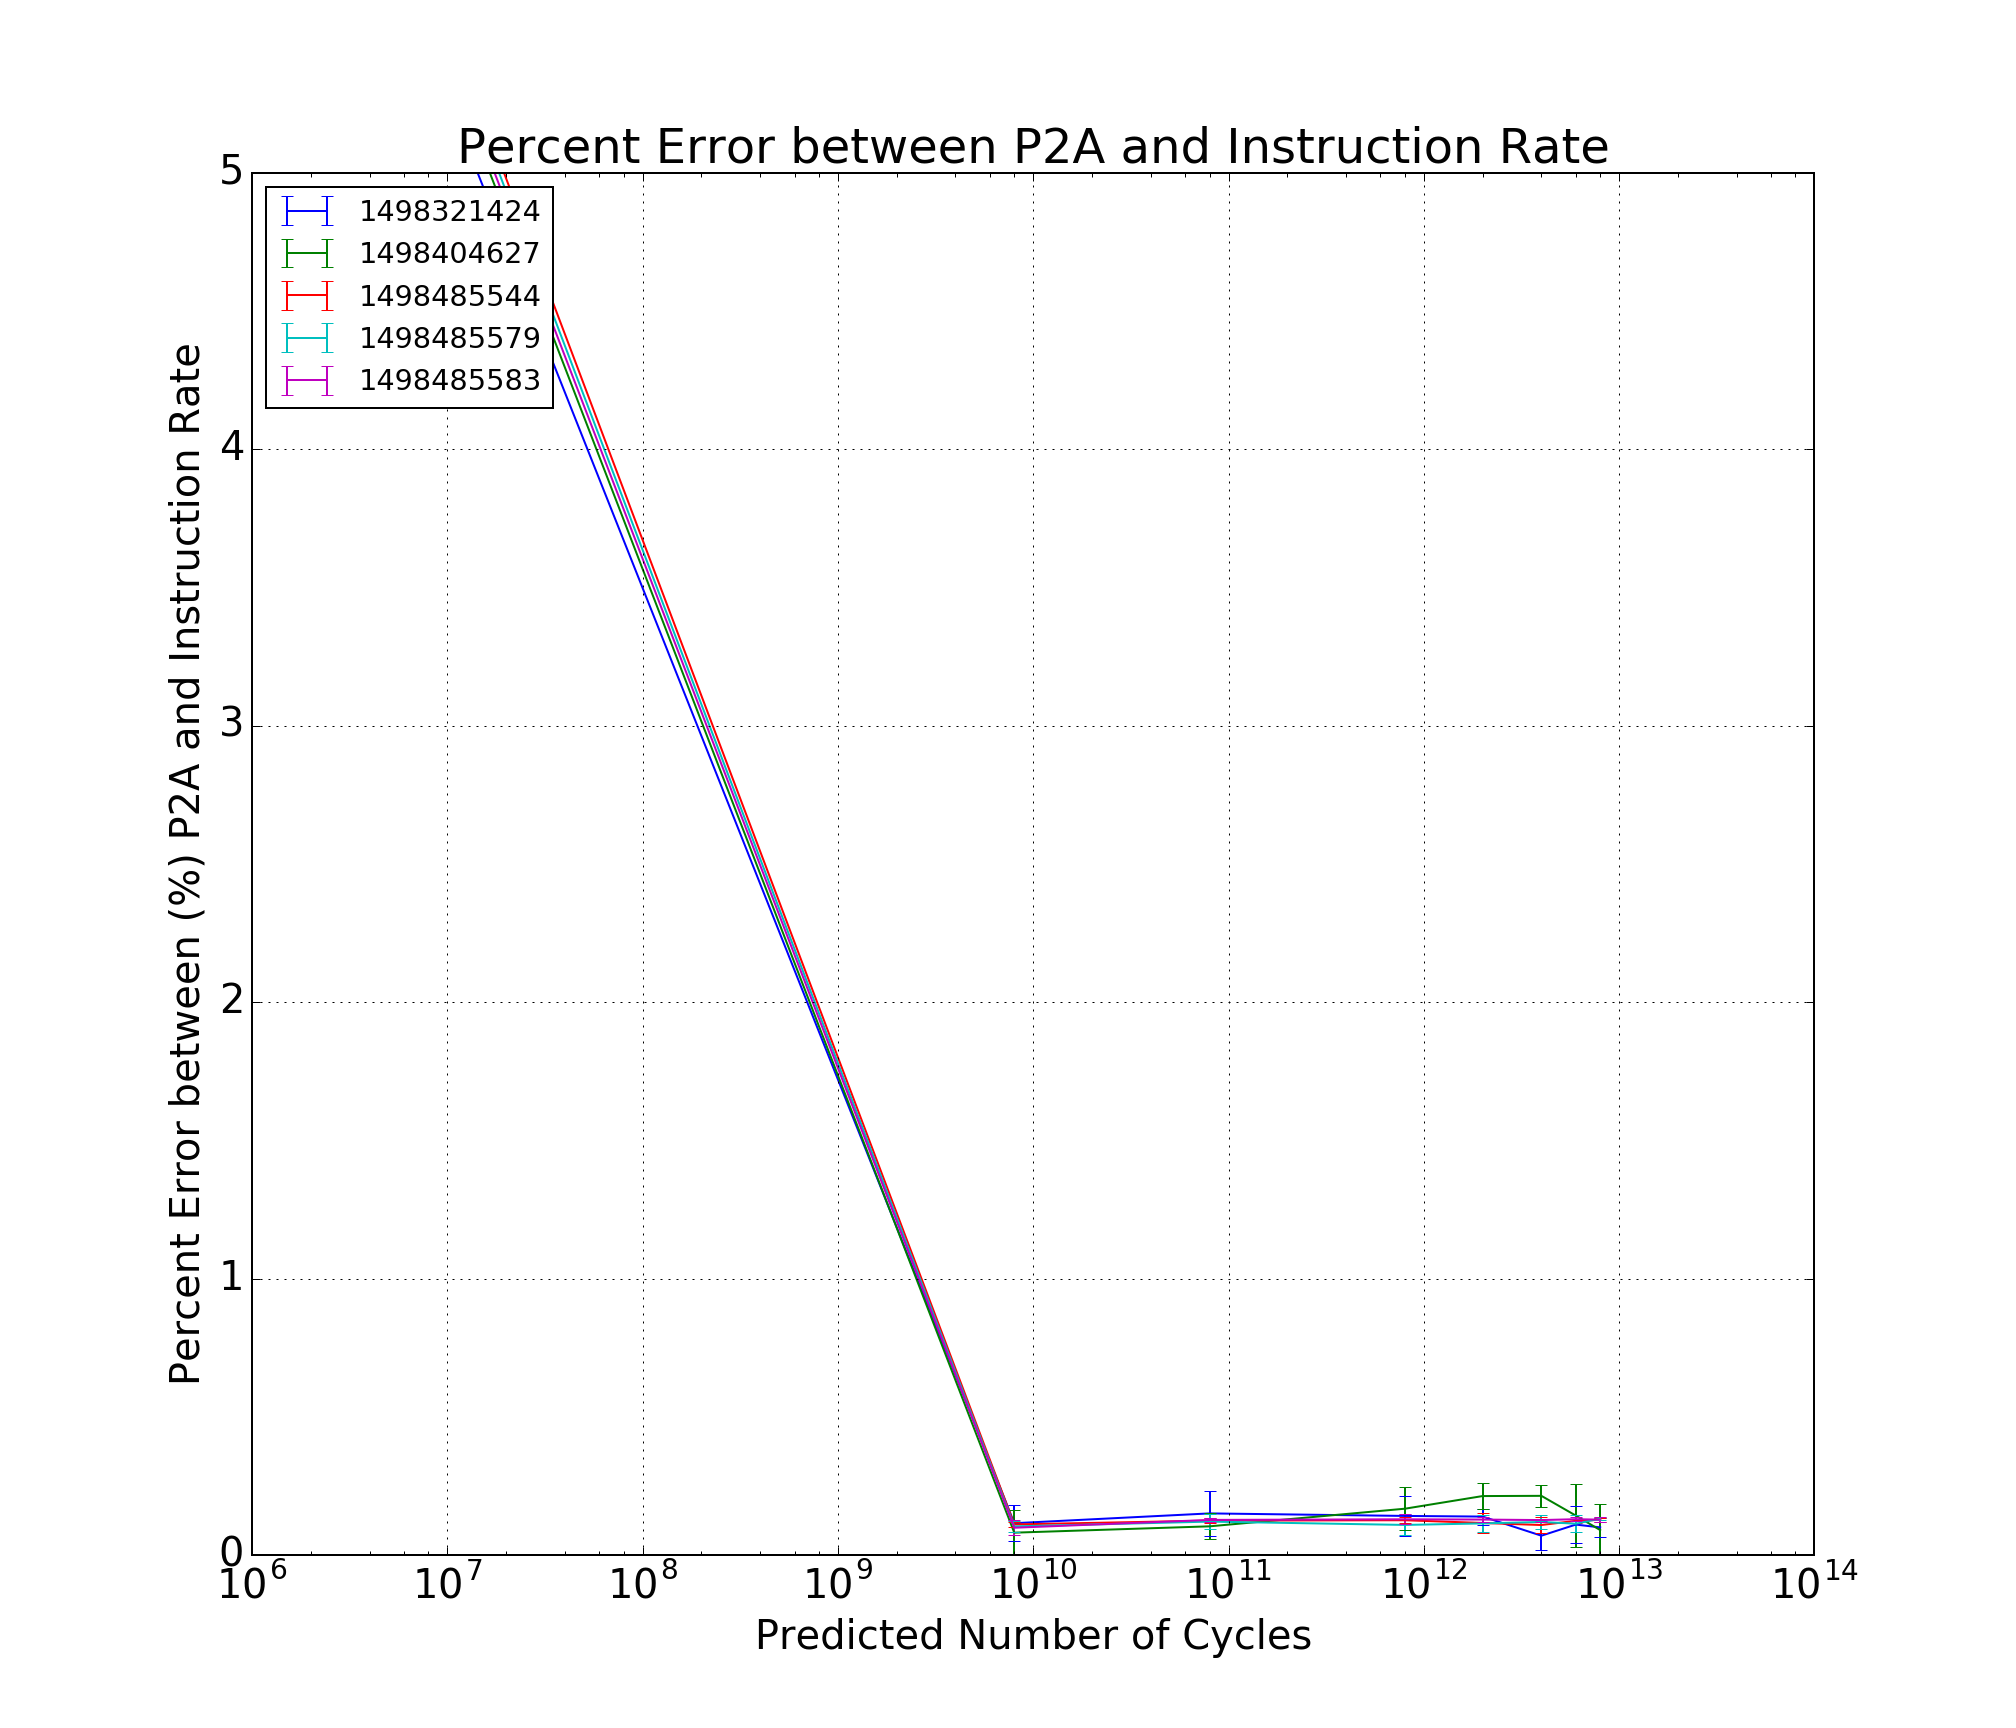 Percent Error between P2A and Instruction Rate
Percent Error between (%) P2A and Instruction Rate
5
4
3
2
1
0
1498321424
1498404627
1498485544
1498485579
1498485583
10^6 10^7 10^8 10^9 10^10 10^11 10^12 10^13 10^14
Predicted Number of Cycles